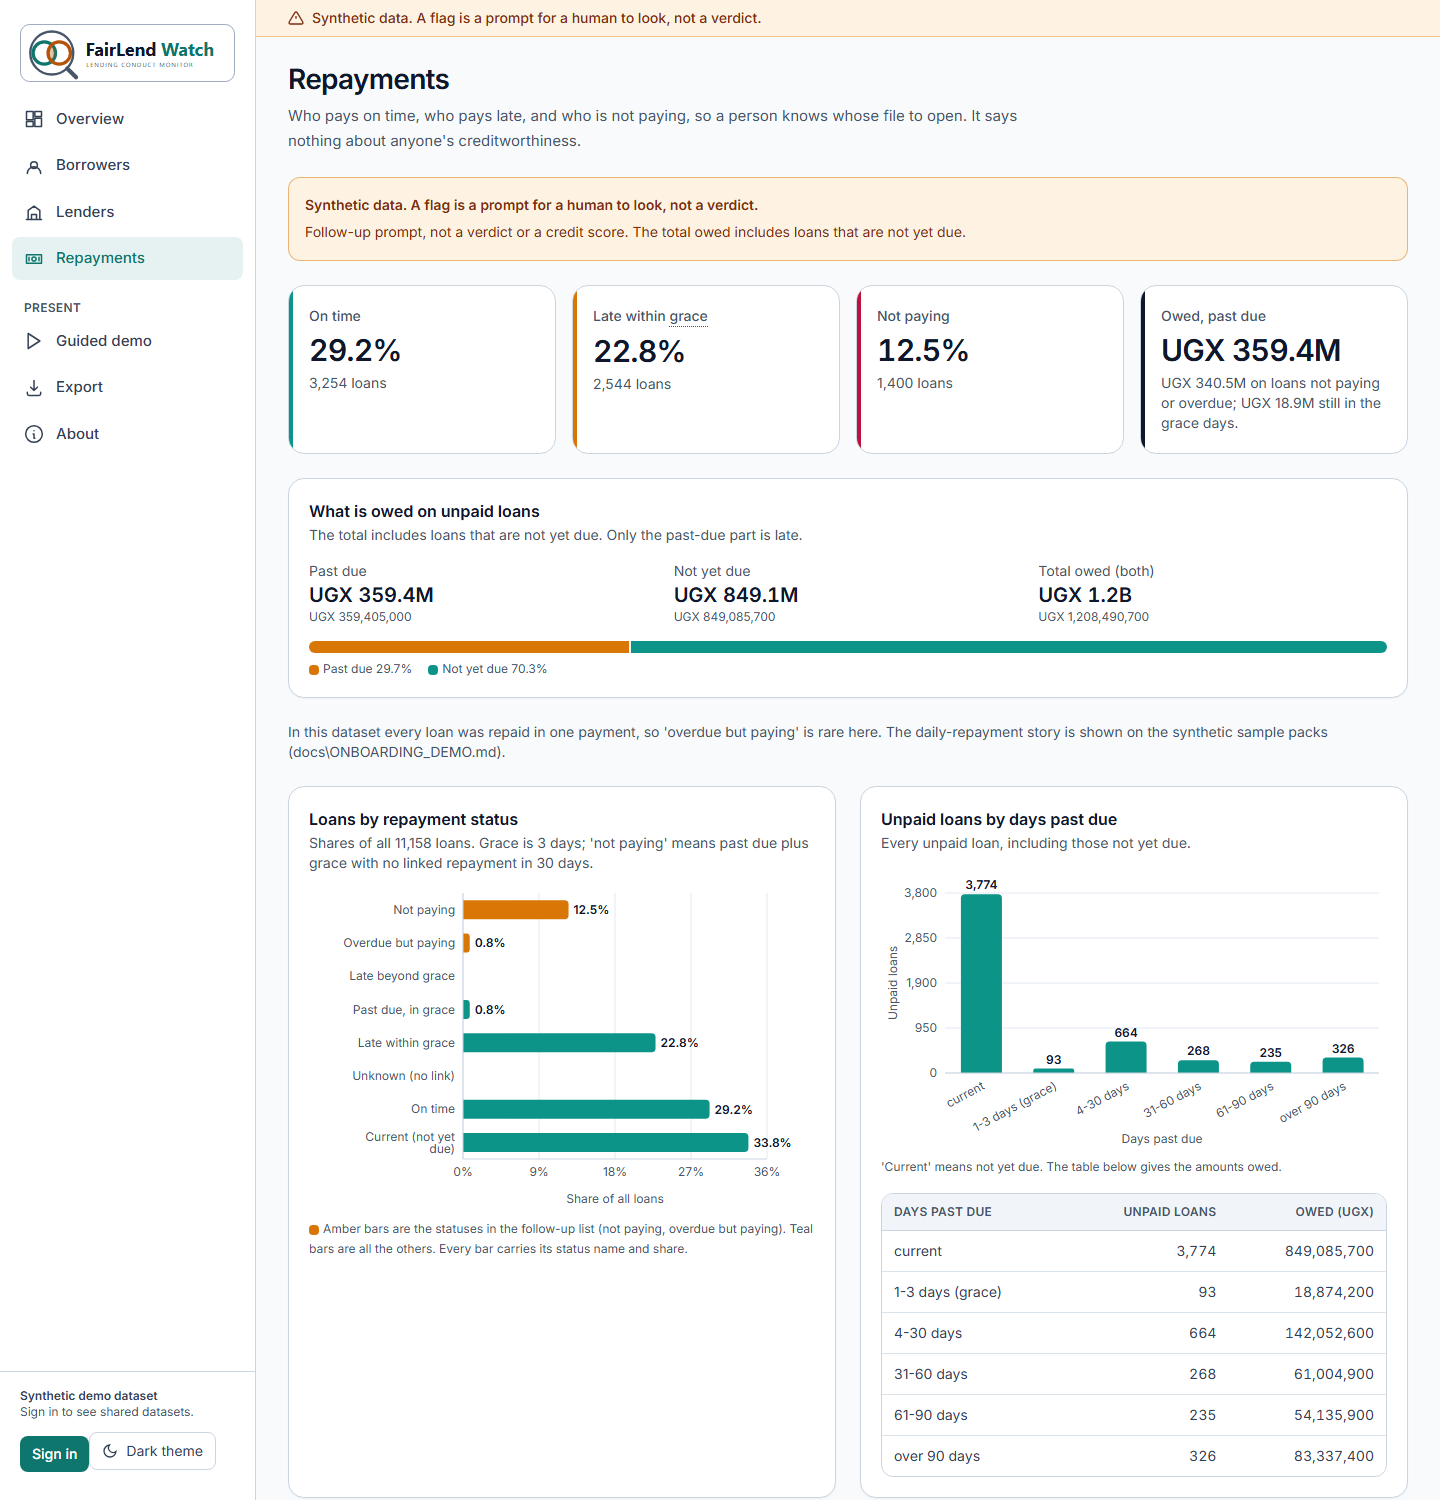 FairLend Watch
LENDING CONDUCT MONITOR
Overview
Borrowers
Lenders
Repayments
PRESENT
Guided demo
Export
About
Synthetic demo dataset
Sign in to see shared datasets.
Sign in
Dark theme
Synthetic data. A flag is a prompt for a human to look, not a verdict.
Repayments
Who pays on time, who pays late, and who is not paying, so a person knows whose file to open. It says
nothing about anyone's creditworthiness.
Synthetic data. A flag is a prompt for a human to look, not a verdict.
Follow-up prompt, not a verdict or a credit score. The total owed includes loans that are not yet due.
On time
29.2%
3,254 loans
Late within grace
22.8%
2,544 loans
Not paying
12.5%
1,400 loans
Owed, past due
UGX 359.4M
UGX 340.5M on loans not paying
or overdue; UGX 18.9M still in the
grace days.
What is owed on unpaid loans
The total includes loans that are not yet due. Only the past-due part is late.
Past due
UGX 359.4M
UGX 359,405,000
Not yet due
UGX 849.1M
UGX 849,085,700
Total owed (both)
UGX 1.2B
UGX 1,208,490,700
Past due 29.7%
Not yet due 70.3%
In this dataset every loan was repaid in one payment, so 'overdue but paying' is rare here. The daily-repayment story is shown on the synthetic sample packs
(docs\ONBOARDING_DEMO.md).
Loans by repayment status
Shares of all 11,158 loans. Grace is 3 days; 'not paying' means past due plus
grace with no linked repayment in 30 days.
Not paying 12.5%
Overdue but paying 0.8%
Late beyond grace
Past due, in grace 0.8%
Late within grace 22.8%
Unknown (no link)
On time 29.2%
Current (not yet
due) 33.8%
0% 9% 18% 27% 36%
Share of all loans
Amber bars are the statuses in the follow-up list (not paying, overdue but paying). Teal
bars are all the others. Every bar carries its status name and share.
Unpaid loans by days past due
Every unpaid loan, including those not yet due.
Unpaid loans
3,800
2,850
1,900
950
0
3,774
93
664
268
235
326
current
1-3 days (grace)
4-30 days
31-60 days
61-90 days
over 90 days
Days past due
'Current' means not yet due. The table below gives the amounts owed.
DAYS PAST DUE UNPAID LOANS OWED (UGX)
current 3,774 849,085,700
1-3 days (grace) 93 18,874,200
4-30 days 664 142,052,600
31-60 days 268 61,004,900
61-90 days 235 54,135,900
over 90 days 326 83,337,400